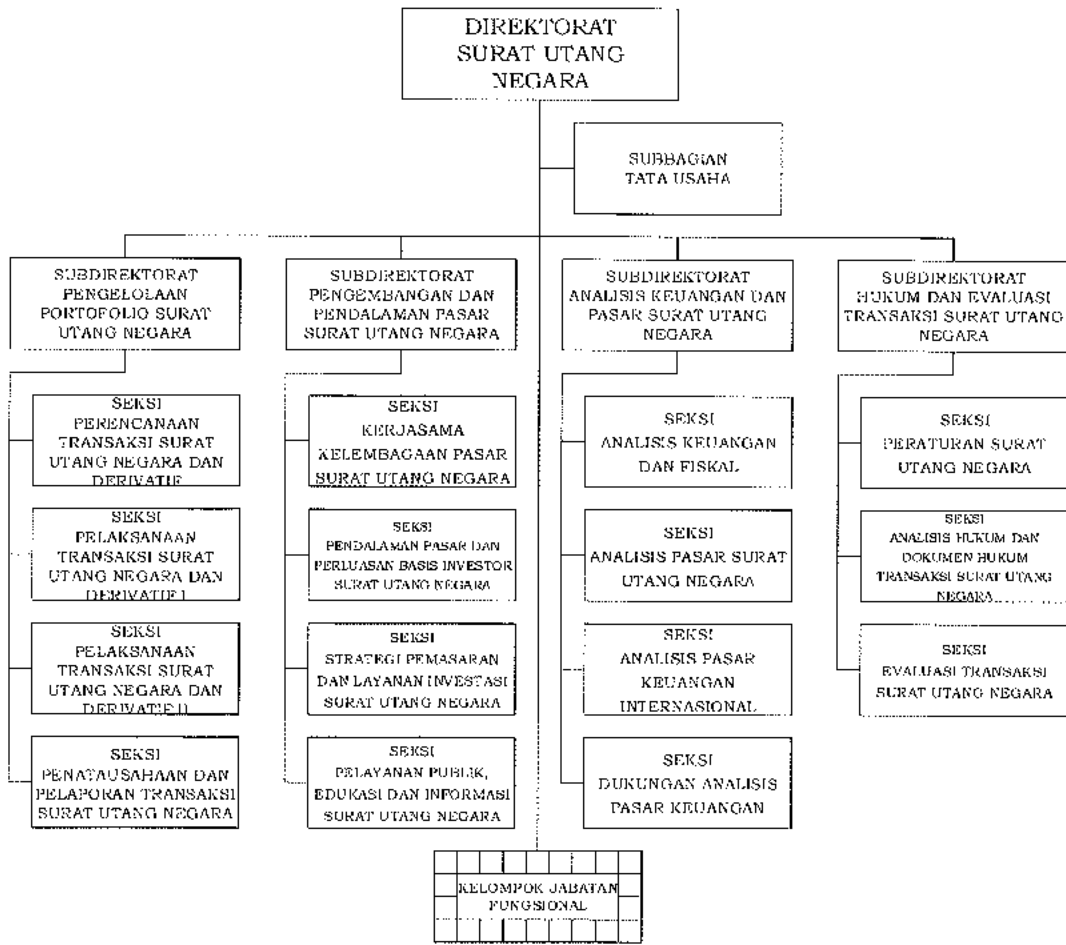 DIREKTORAT
SURAT UTANG
NEGARA
SUBBAGIAN
TATA USAHA
SUBDIREKTORAT
PENGELOLAAN
PORTOFOLIO SURAT
UTANG NEGARA
SUBDIREKTORAT
PENGEMBANGAN DAN
PENDALAMAN PASAR
SURAT UTANG NEGARA
SUBDIREKTORAT
ANALISIS KEUANGAN DAN
PASAR SURAT UTANG
NEGARA
SUBDIREKTORAT
HUKUM DAN EVALUASI
TRANSAKSI SURAT UTANG
NEGARA
SEKSI
PERENCANAAN
TRANSAKSI SURAT
UTANG NEGARA DAN
DERIVATIF
SEKSI
PELAKSANAAN
TRANSAKSI SURAT
UTANG NEGARA DAN
DERIVATIF I
SEKSI
PELAKSANAAN
TRANSAKSI SURAT
UTANG NEGARA DAN
DERIVATIF II
SEKSI
PENATAUSAHAAN DAN
PELAPORAN TRANSAKSI
SURAT UTANG NEGARA
SEKSI
KERJASAMA
KELEMBAGAAN PASAR
SURAT UTANG NEGARA
SEKSI
PENDALAMAN PASAR DAN
PERLUASAN BASIS INVESTOR
SURAT UTANG NEGARA
SEKSI
STRATEGI PEMASARAN
DAN LAYANAN INVESTASI
SURAT UTANG NEGARA
SEKSI
PELAYANAN PUBLIK,
EDUKASI DAN INFORMASI
SURAT UTANG NEGARA
SEKSI
ANALISIS KEUANGAN
DAN FISKAL
SEKSI
ANALISIS PASAR SURAT
UTANG NEGARA
SEKSI
ANALISIS PASAR
KEUANGAN
INTERNASIONAL
SEKSI
DUKUNGAN ANALISIS
PASAR KEUANGAN
SEKSI
PERATURAN SURAT
UTANG NEGARA
SEKSI
ANALISIS HUKUM DAN
DOKUMEN HUKUM
TRANSAKSI SURAT UTANG
NEGARA
SEKSI
EVALUASI TRANSAKSI
SURAT UTANG NEGARA
KELOMPOK JABATAN
FUNGSIONAL